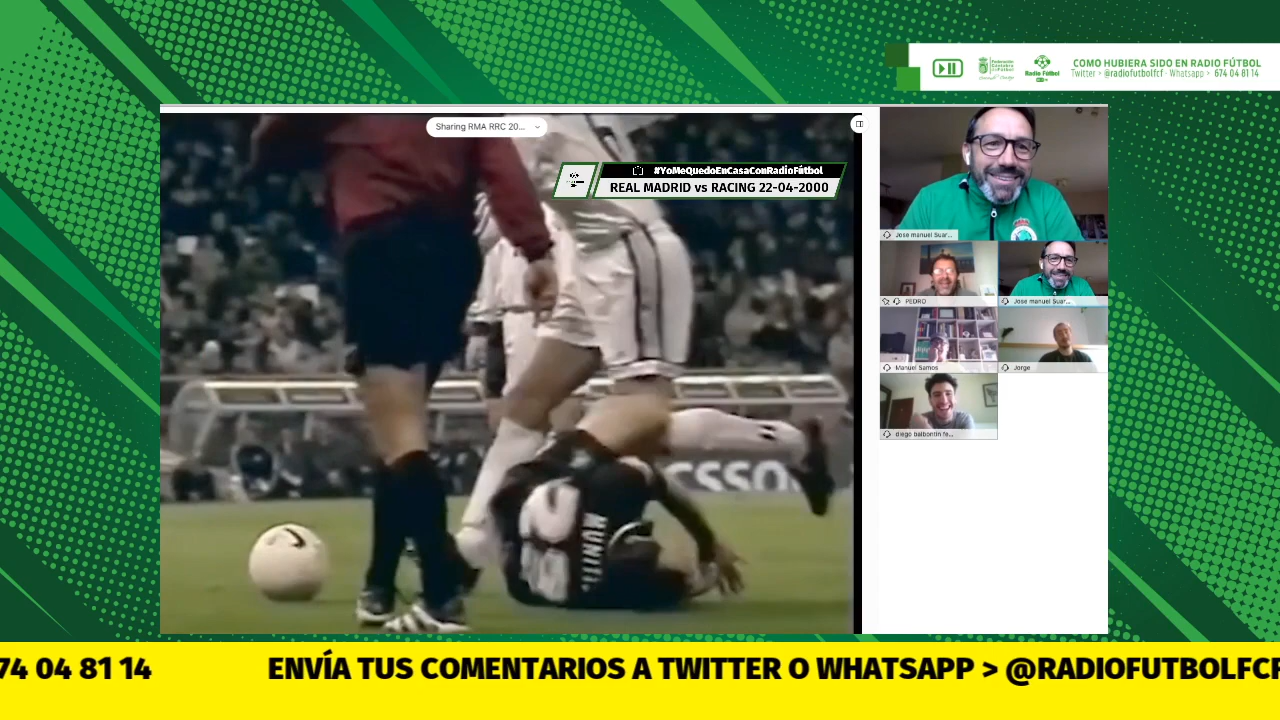 COMO HUBIERA SIDO EN RADIO FÚTBOL
Twitter > @radiofutbolfcf - Whatsapp > 674 04 81 14
Radio Fútbol
Sharing RMA RRC 20...
#YoMeQuedoEnCasaConRadioFútbol
REAL MADRID vs RACING 22-04-2000
Jose manuel Suar...
PEDRO
Jose manuel Suar...
Manuel Samos
Jorge
diego balbontin fe...
74 04 81 14 ENVÍA TUS COMENTARIOS A TWITTER O WHATSAPP > @RADIOFUTBOLFCF